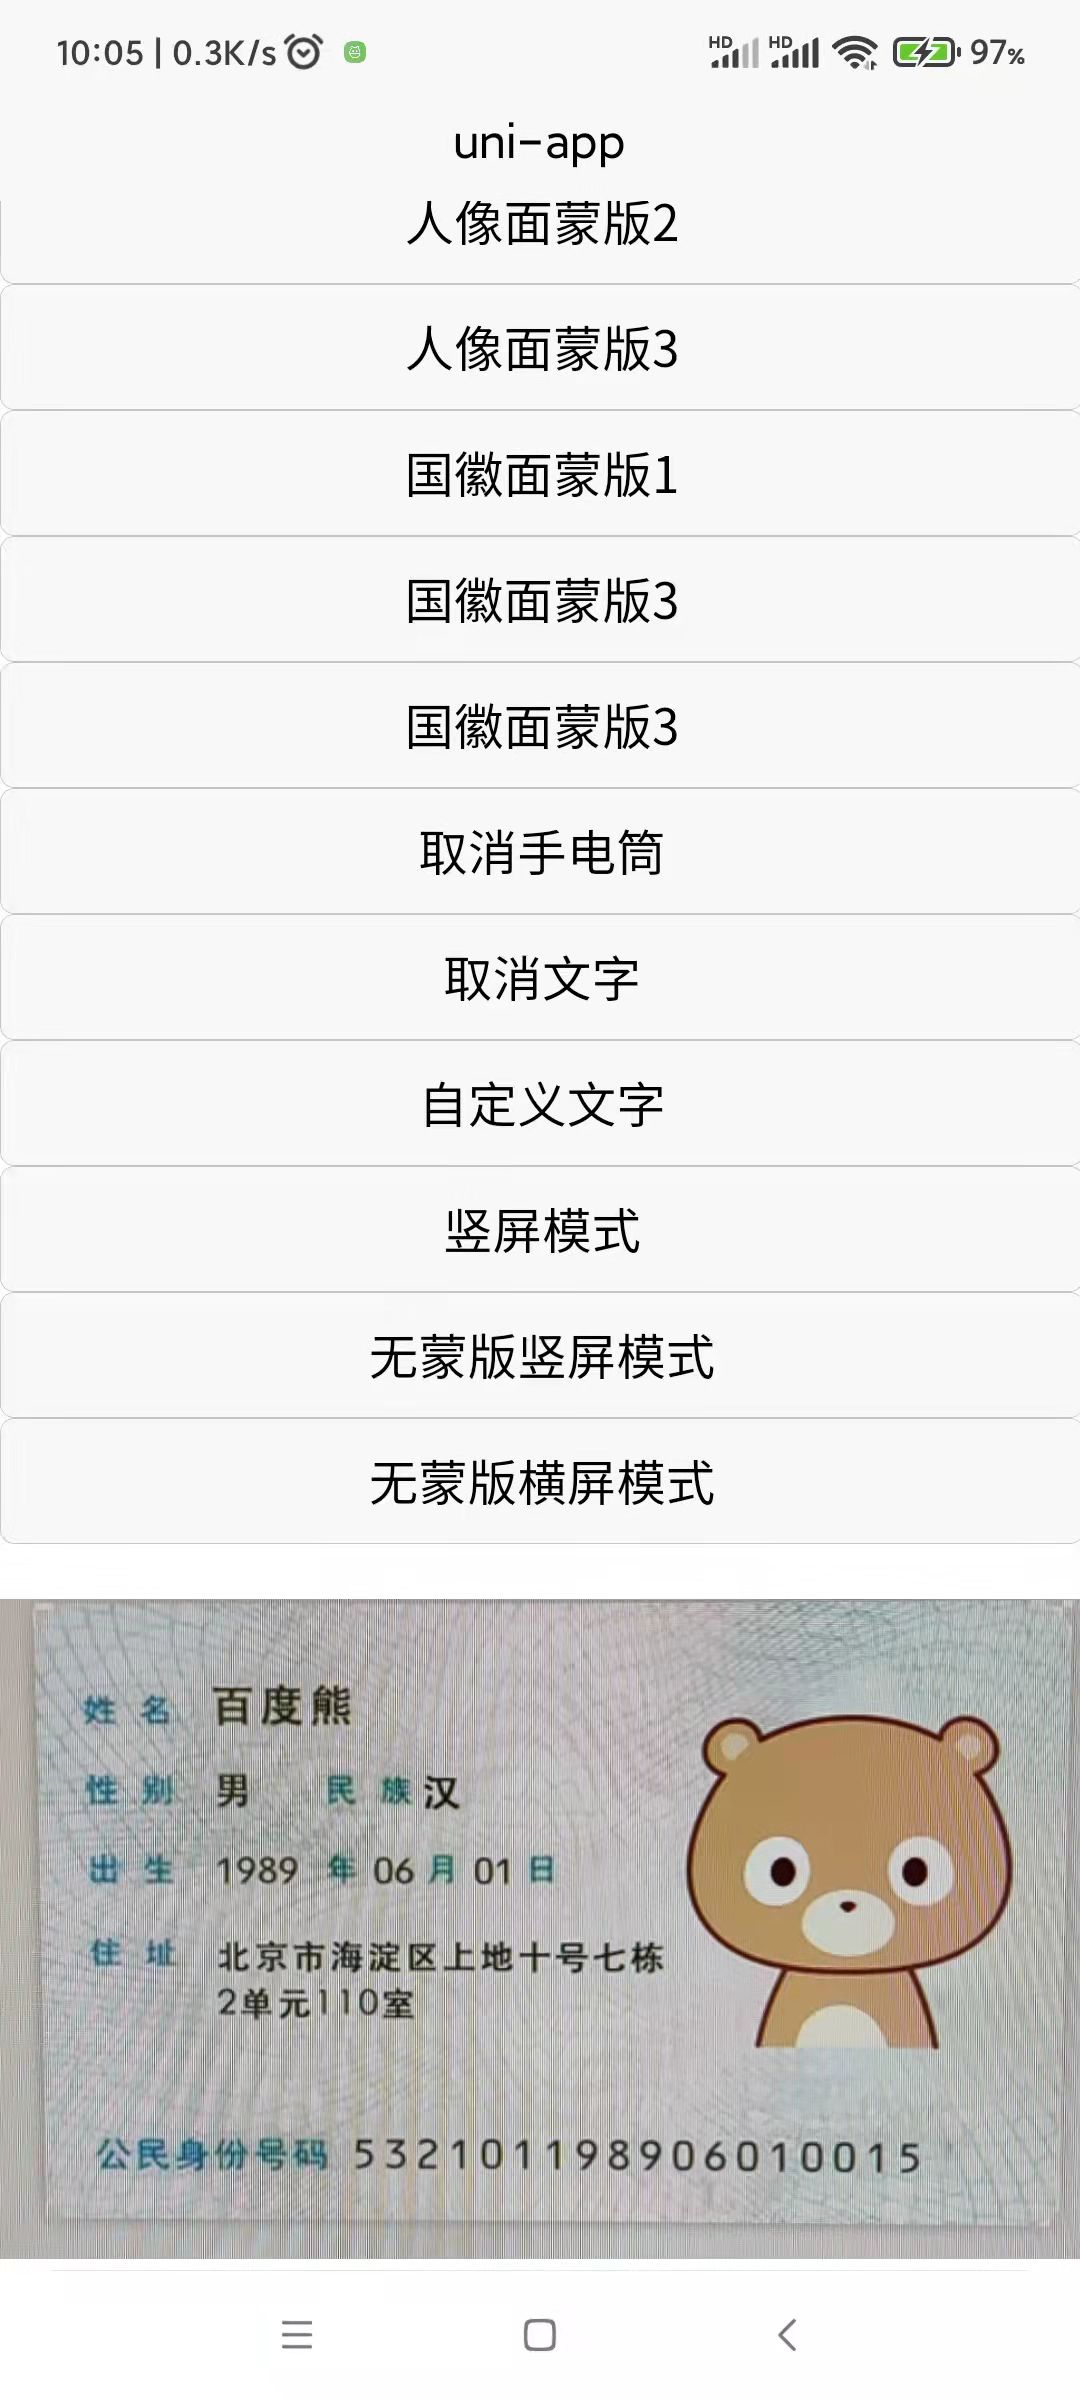 10:05 | 0.3K/s HD HD 97%
uni-app
人像面蒙版2
人像面蒙版3
国徽面蒙版1
国徽面蒙版3
国徽面蒙版3
取消手电筒
取消文字
自定义文字
竖屏模式
无蒙版竖屏模式
无蒙版横屏模式
姓名 百度熊
性别 男 民族 汉
出生 1989 年 06 月 01 日
住址 北京市海淀区上地十号七栋
2单元110室
公民身份号码 532101198906010015